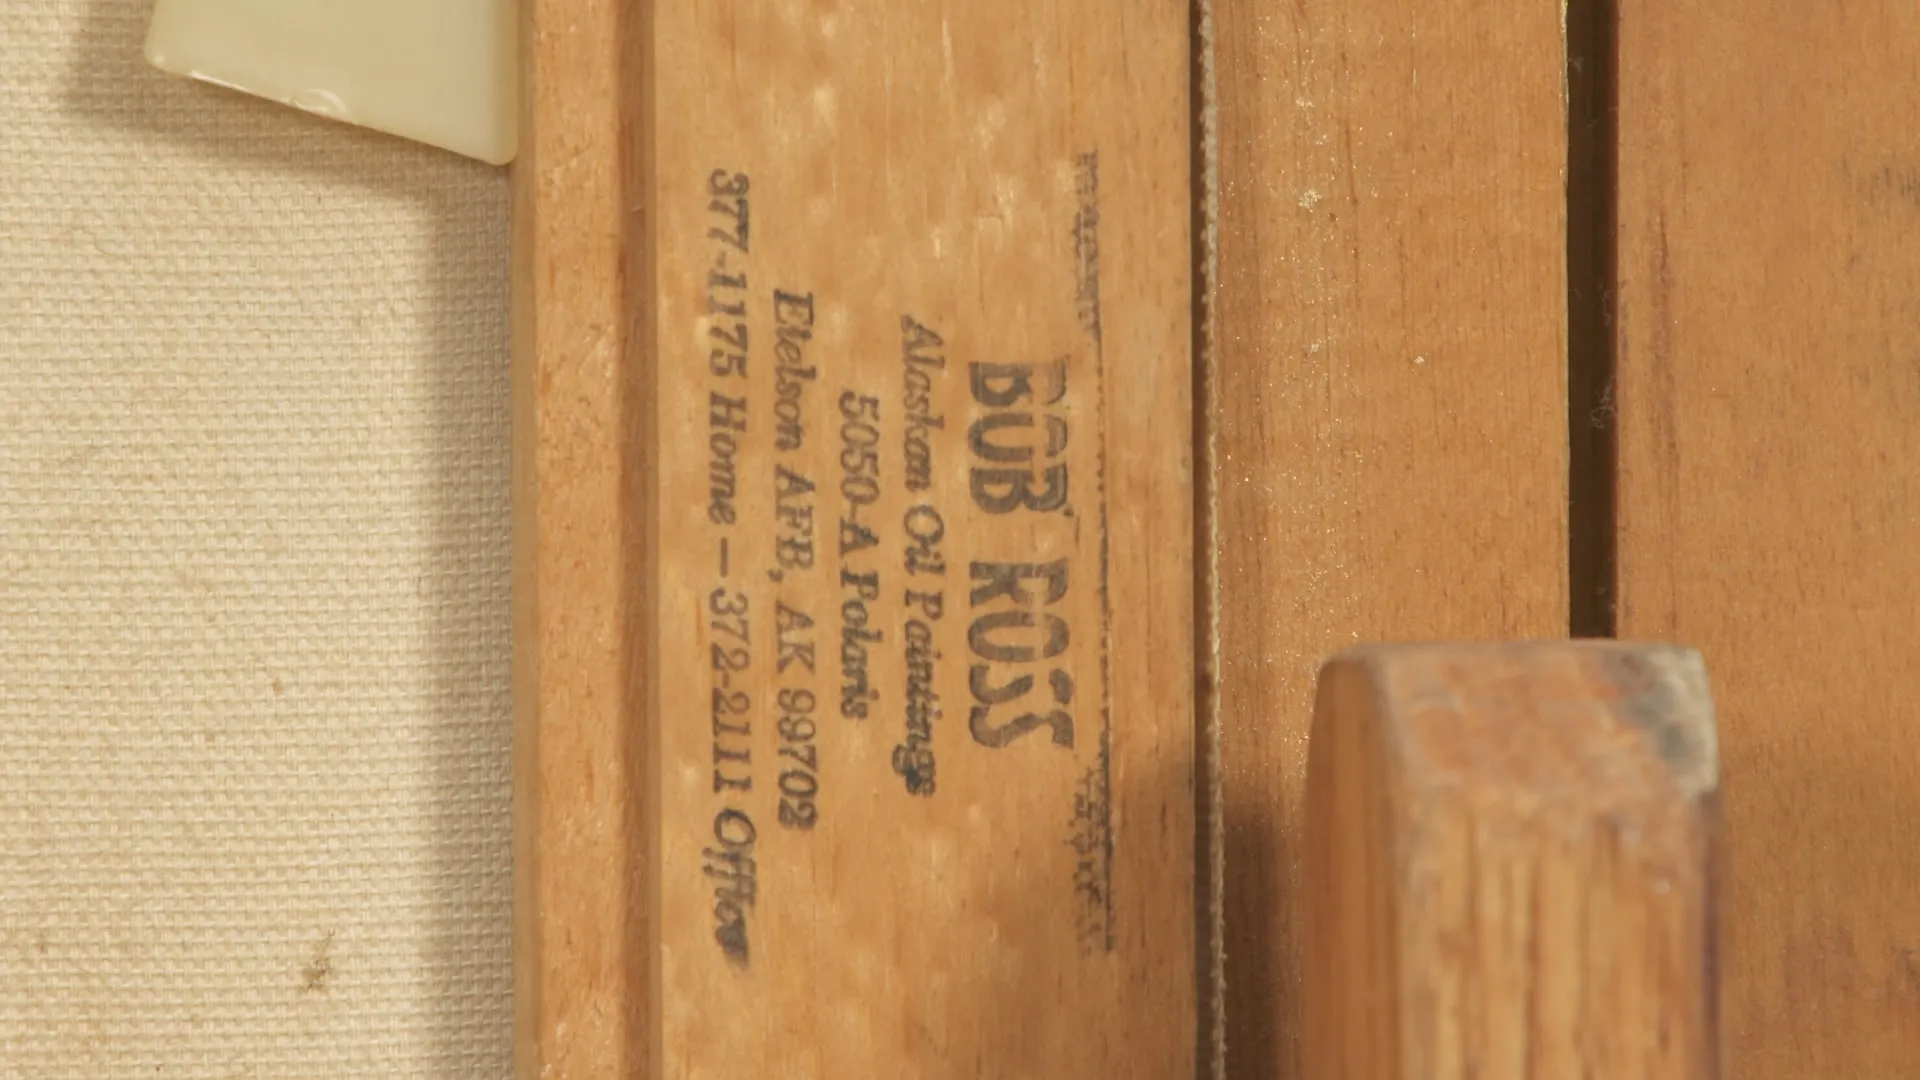 BOB ROSS
Alaskan Oil Paintings
5050-A Polaris
Eielson AFB, AK 99702
377-1175 Home - 372-2111 Office